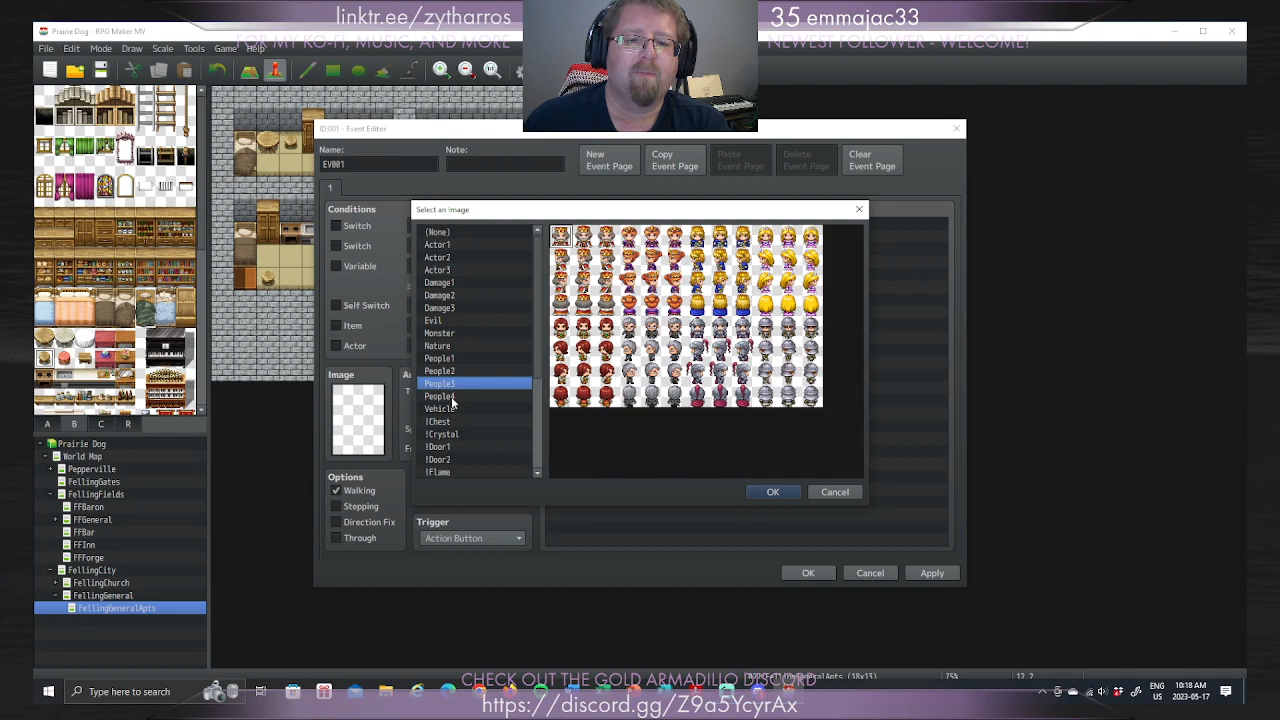 linktr.ee/zytharros
35 emmajac33
FOR MY KO-FI, MUSIC, AND MORE
NEWEST FOLLOWER - WELCOME!
Prairie Dog - RPG Maker MV
File Edit Mode Draw Scale Tools Game Help
ID:001 - Event Editor
Name:
Note:
EV001
New
Event Page
Copy
Event Page
Paste
Event Page
Delete
Event Page
Clear
Event Page
1
Conditions
Switch
Switch
Variable
Self Switch
Item
Actor
Image
Options
Walking
Stepping
Direction Fix
Through
Trigger
Action Button
OK
Cancel
Apply
Select an Image
(None)
Actor1
Actor2
Actor3
Damage1
Damage2
Damage3
Evil
Monster
Nature
People1
People2
People3
People4
Vehicle
!Chest
!Crystal
!Door1
!Door2
!Flame
OK
Cancel
A B C R
Prairie Dog
World Map
Pepperville
FellingGates
FellingFields
FFBaron
FFGeneral
FFBar
FFInn
FFForge
FellingCity
FellingChurch
FellingGeneral
FellingGeneralApts
75%
12,2
CHECK OUT THE GOLD ARMADILLO DISCORD
https://discord.gg/Z9a5YcyrAx
Type here to search
ENG
US
10:18 AM
2023-05-17